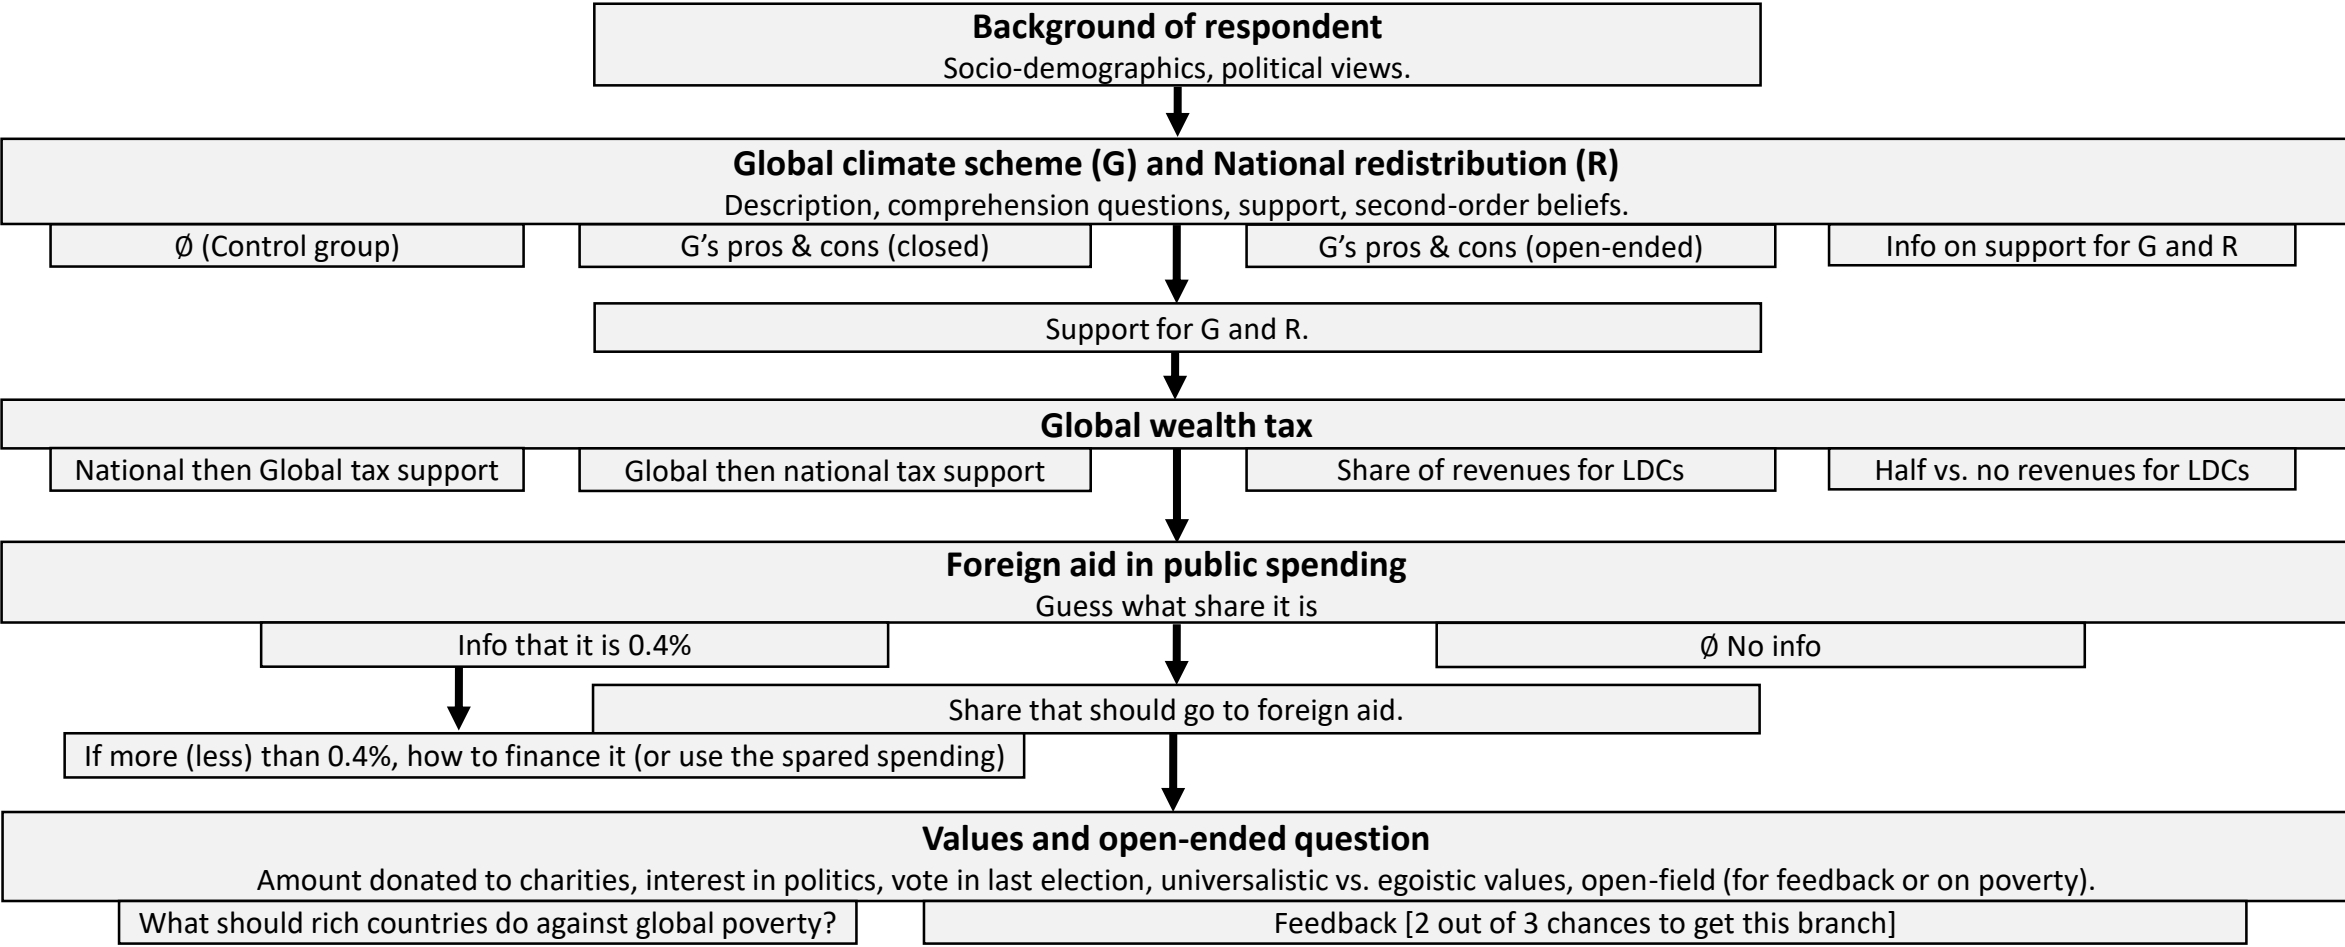 Background of respondent
Socio-demographics, political views.
Global climate scheme (G) and National redistribution (R)
Description, comprehension questions, support, second-order beliefs.
Ø (Control group)
G’s pros & cons (closed)
G’s pros & cons (open-ended)
Info on support for G and R
Support for G and R.
Global wealth tax
National then Global tax support
Global then national tax support
Share of revenues for LDCs
Half vs. no revenues for LDCs
Foreign aid in public spending
Guess what share it is
Info that it is 0.4%
Ø No info
Share that should go to foreign aid.
If more (less) than 0.4%, how to finance it (or use the spared spending)
Values and open-ended question
Amount donated to charities, interest in politics, vote in last election, universalistic vs. egoistic values, open-field (for feedback or on poverty).
What should rich countries do against global poverty?
Feedback [2 out of 3 chances to get this branch]